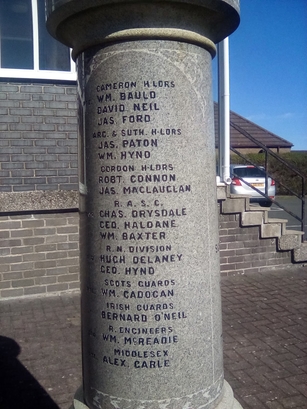 CAMERON H'LDRS
WM. BAULD
DAVID NEIL
JAS. FORD
ARG. & SUTH. H'LDRS
JAS. PATON
WM. HYND
GORDON H'LDRS
ROBT. CONNON
JAS. MACLAUGLAN
R. A. S. C.
CHAS. DRYSDALE
GEO. HALDANE
WM. BAXTER
R. N. DIVISION
HUGH DELANEY
GEO. HYND
SCOTS GUARDS
WM. CADOGAN
IRISH GUARDS
BERNARD O'NEIL
R. ENGINEERS
WM. McREADIE
MIDDLESEX
ALEX. CARLE